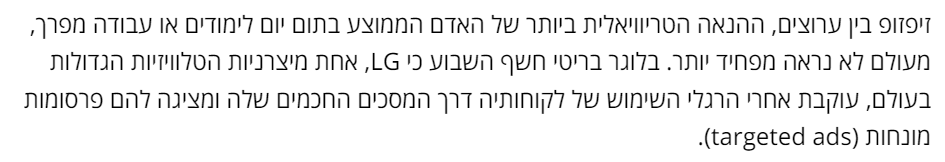 זיפזופ בין ערוצים, ההנאה הטריוויאלית ביותר של האדם הממוצע בתום יום לימודים או עבודה מפרך,
מעולם לא נראה מפחיד יותר. בלוגר בריטי חשף השבוע כי LG, אחת מיצרניות הטלוויזיות הגדולות
בעולם, עוקבת אחרי הרגלי השימוש של לקוחותיה דרך המסכים החכמים שלה ומציגה להם פרסומות
מונחות (targeted ads).